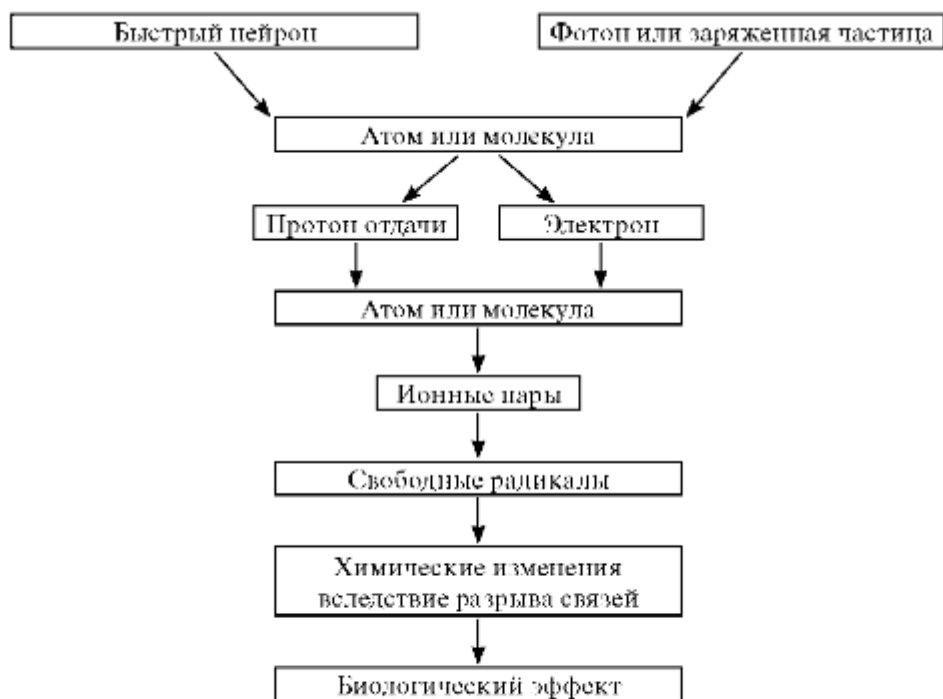 Быстрый нейрон
Фотон или заряженная частица
Атом или молекула
Протон отдачи
Электрон
Атом или молекула
Ионные пары
Свободные радикалы
Химические изменения
вследствие разрыва связей
Биологический эффект